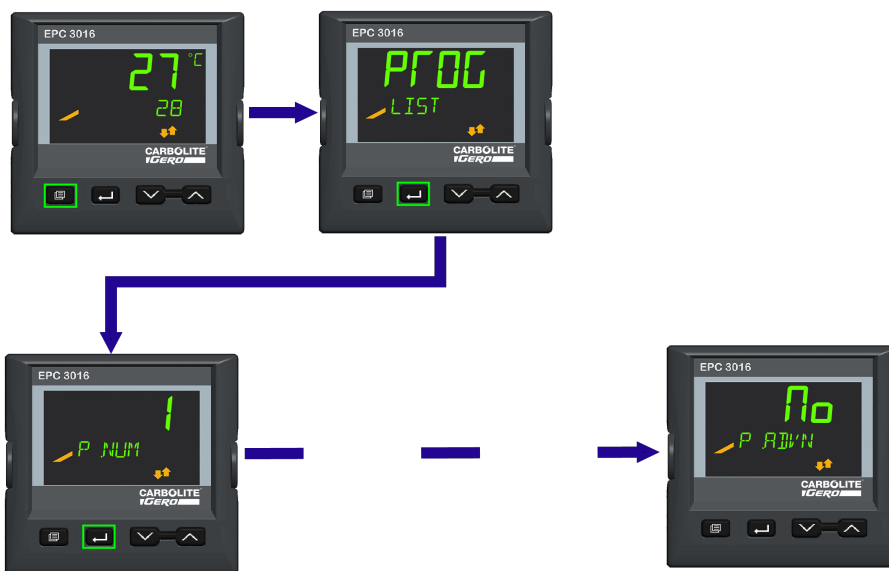 EPC 3016
27 °C
28
CARBOLITE
GERO
EPC 3016
PROG
LIST
CARBOLITE
GERO
EPC 3016
1
P NUM
CARBOLITE
GERO
EPC 3016
No
P ADVN
CARBOLITE
GERO